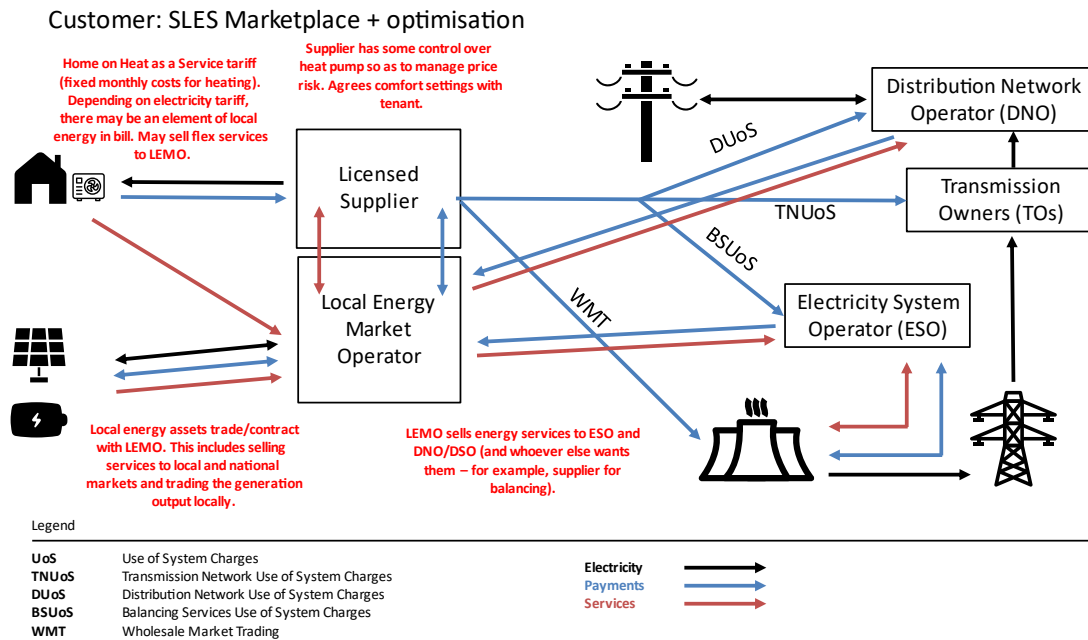 Customer: SLES Marketplace + optimisation
Home on Heat as a Service tariff
(fixed monthly costs for heating).
Depending on electricity tariff,
there may be an element of local
energy in bill. May sell flex services
to LEMO.
Supplier has some control over
heat pump so as to manage price
risk. Agrees comfort settings with
tenant.
Distribution Network
Operator (DNO)
Licensed
Supplier
DUoS
Transmission
Owners (TOs)
TNUoS
BSUoS
WMT
Local Energy
Market
Operator
Electricity System
Operator (ESO)
Local energy assets trade/contract
with LEMO. This includes selling
services to local and national
markets and trading the generation
output locally.
LEMO sells energy services to ESO and
DNO/DSO (and whoever else wants
them – for example, supplier for
balancing).
Legend
UoS Use of System Charges
TNUoS Transmission Network Use of System Charges
DUoS Distribution Network Use of System Charges
BSUoS Balancing Services Use of System Charges
WMT Wholesale Market Trading
Electricity
Payments
Services